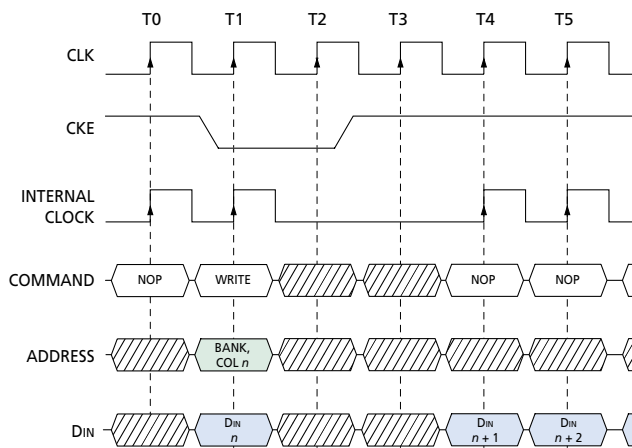 T0 T1 T2 T3 T4 T5
CLK
CKE
INTERNAL
CLOCK
COMMAND NOP WRITE NOP NOP
ADDRESS BANK,
COL n
DIN DIN
n DIN
n + 1 DIN
n + 2